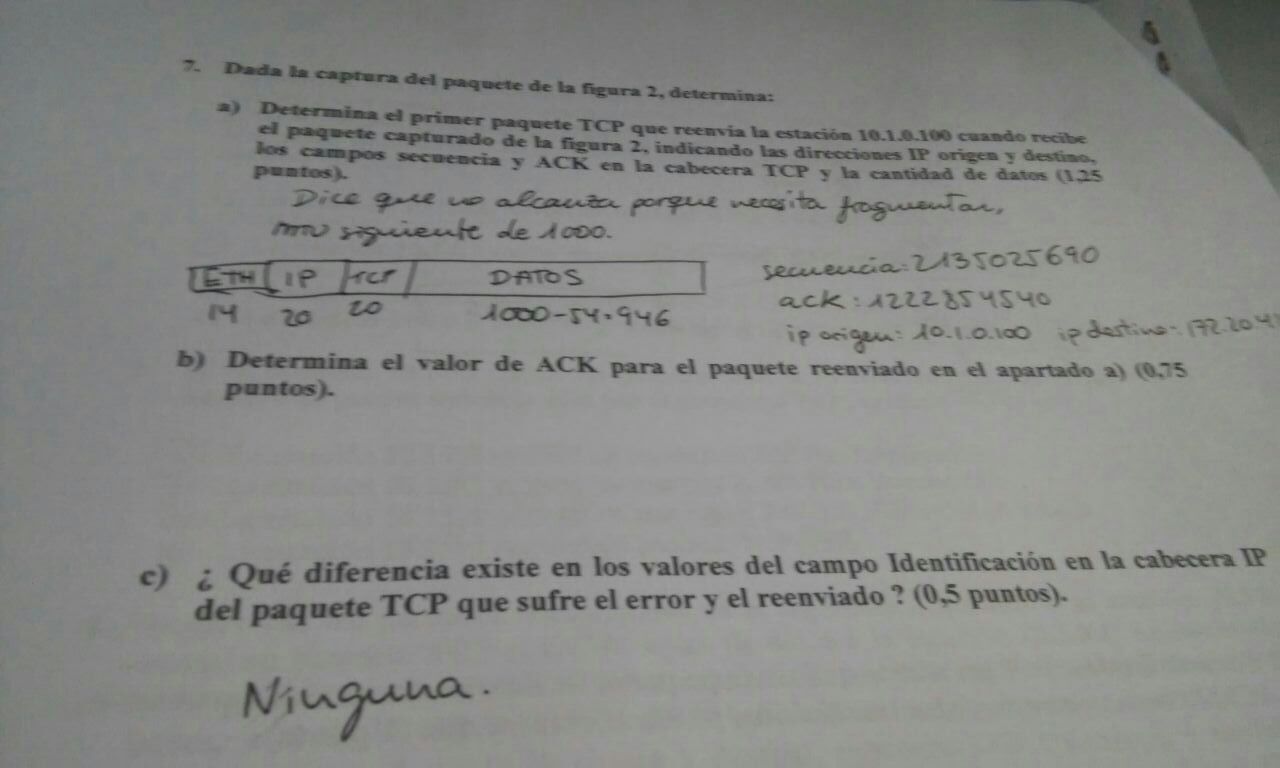 7. Dada la captura del paquete de la figura 2, determina:
a) Determina el primer paquete TCP que reenvia la estación 10.1.0.100 cuando recibe
el paquete capturado de la figura 2, indicando las direcciones IP origen y destino,
los campos secuencia y ACK en la cabecera TCP y la cantidad de datos (1,25
puntos).
Dice que no alcanza porque necesita fragmentar,
mtu siguiente de 1000.
ETH IP TCP DATOS
14 20 20 1000-54=946
secuencia: 2135025690
ack: 1222854540
ip origen: 10.1.0.100 ip destino: 172.20.4
b) Determina el valor de ACK para el paquete reenviado en el apartado a) (0,75
puntos).
c) ¿ Qué diferencia existe en los valores del campo Identificación en la cabecera IP
del paquete TCP que sufre el error y el reenviado ? (0,5 puntos).
Ninguna.